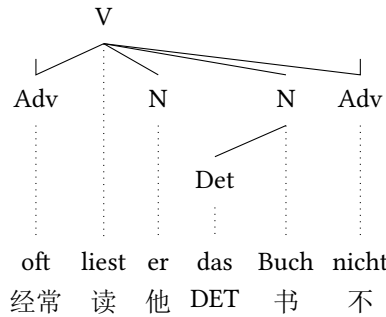 V
Adv N N Adv
Det
oft liest er das Buch nicht
经常 读 他 DET 书 不